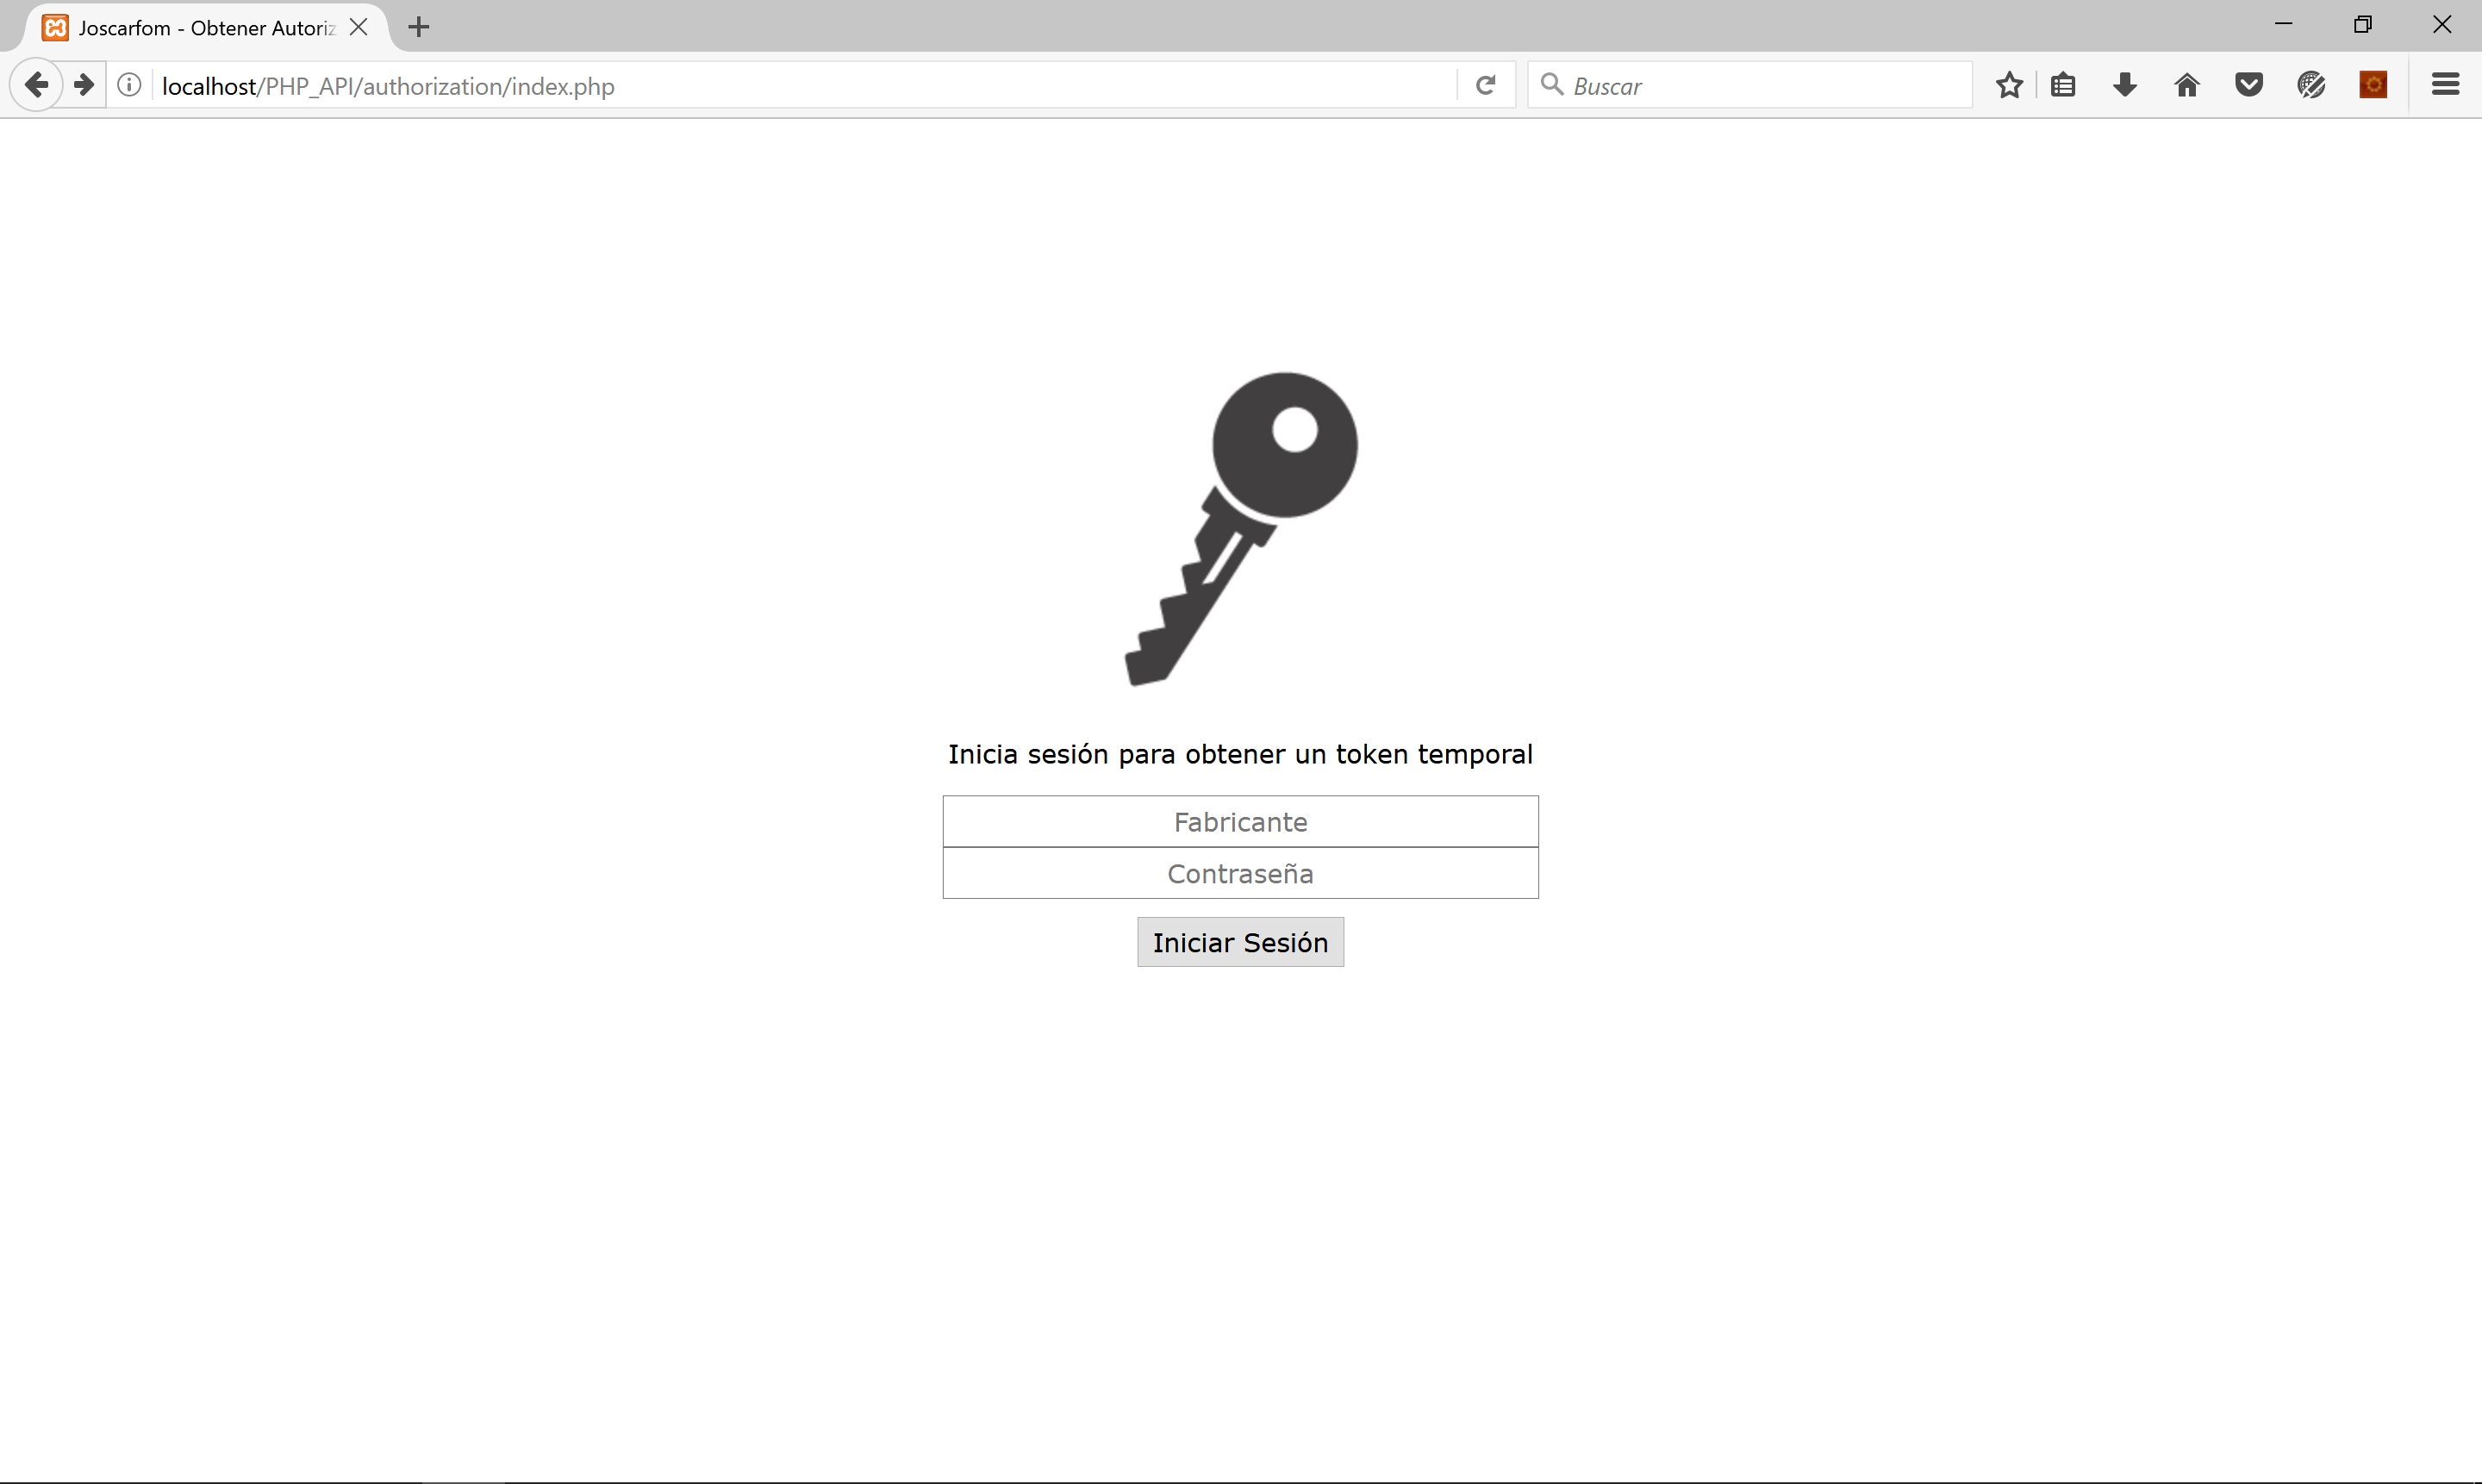 Joscarfom - Obtener Autoriz
localhost/PHP_API/authorization/index.php
Buscar
Inicia sesión para obtener un token temporal
Fabricante
Contraseña
Iniciar Sesión